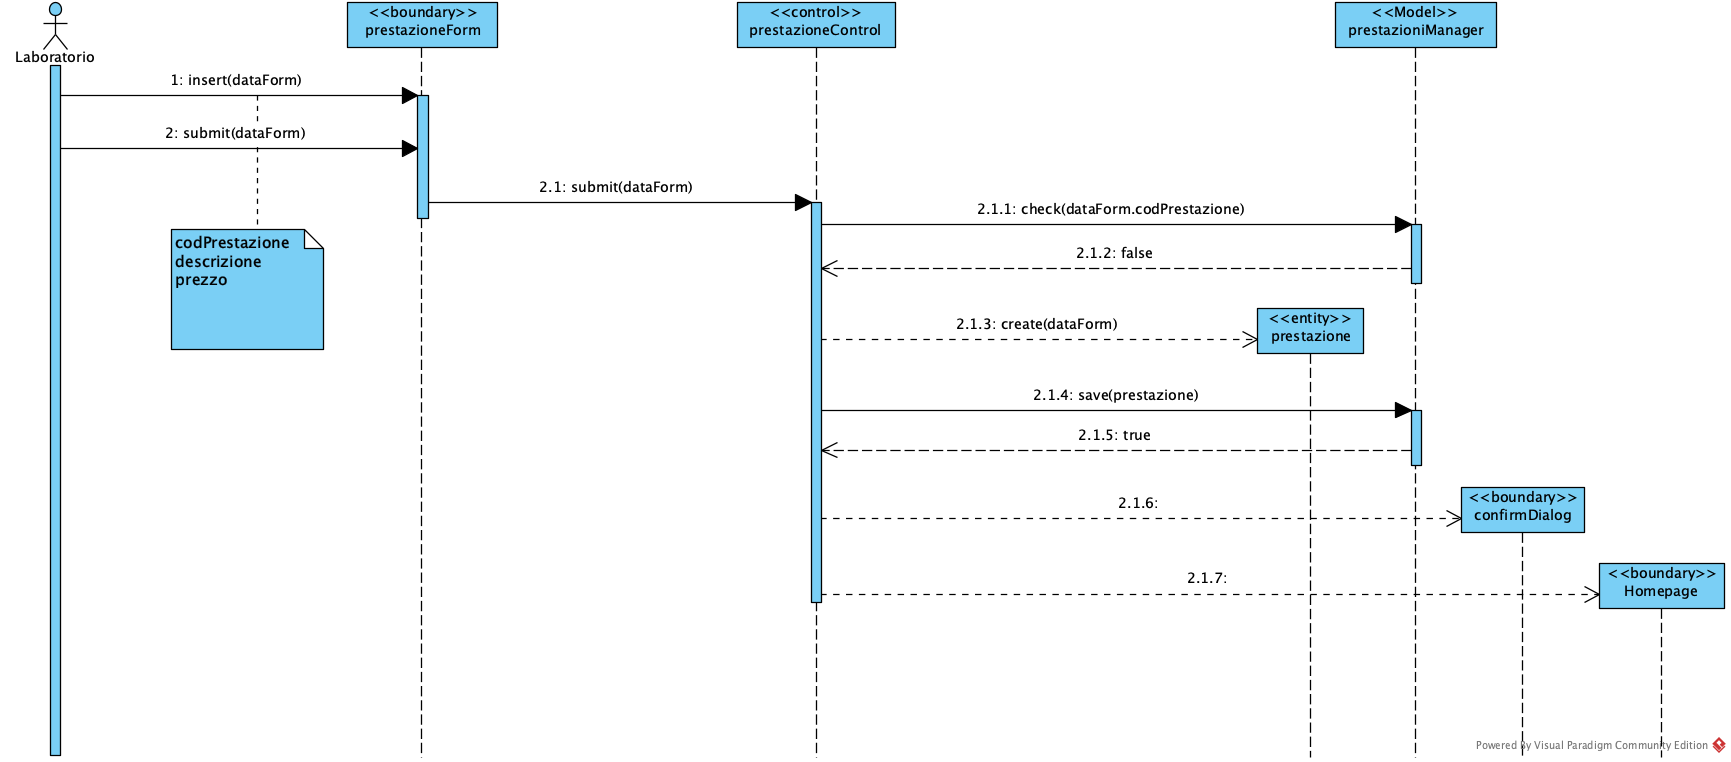 <<boundary>>
prestazioneForm
<<control>>
prestazioneControl
<<Model>>
prestazioniManager
Laboratorio
1: insert(dataForm)
2: submit(dataForm)
2.1: submit(dataForm)
2.1.1: check(dataForm.codPrestazione)
codPrestazione
descrizione
prezzo
2.1.2: false
2.1.3: create(dataForm)
<<entity>>
prestazione
2.1.4: save(prestazione)
2.1.5: true
2.1.6:
<<boundary>>
confirmDialog
2.1.7:
<<boundary>>
Homepage
Powered By Visual Paradigm Community Edition